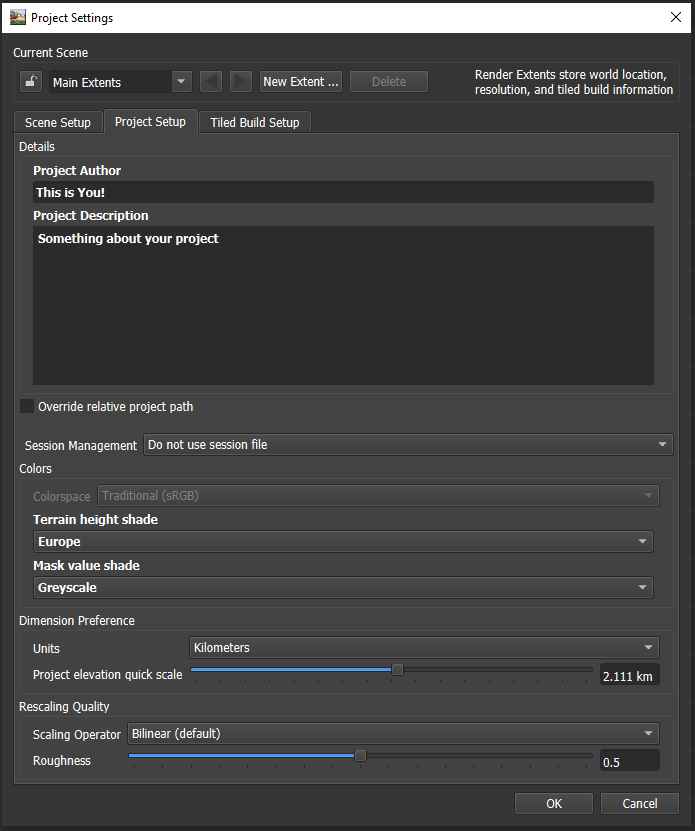 Project Settings
Current Scene
Main Extents
New Extent ...
Delete
Render Extents store world location,
resolution, and tiled build information
Scene Setup
Project Setup
Tiled Build Setup
Details
Project Author
This is You!
Project Description
Something about your project
Override relative project path
Session Management
Do not use session file
Colors
Colorspace
Traditional (sRGB)
Terrain height shade
Europe
Mask value shade
Greyscale
Dimension Preference
Units
Kilometers
Project elevation quick scale
2.111 km
Rescaling Quality
Scaling Operator
Bilinear (default)
Roughness
0.5
OK
Cancel